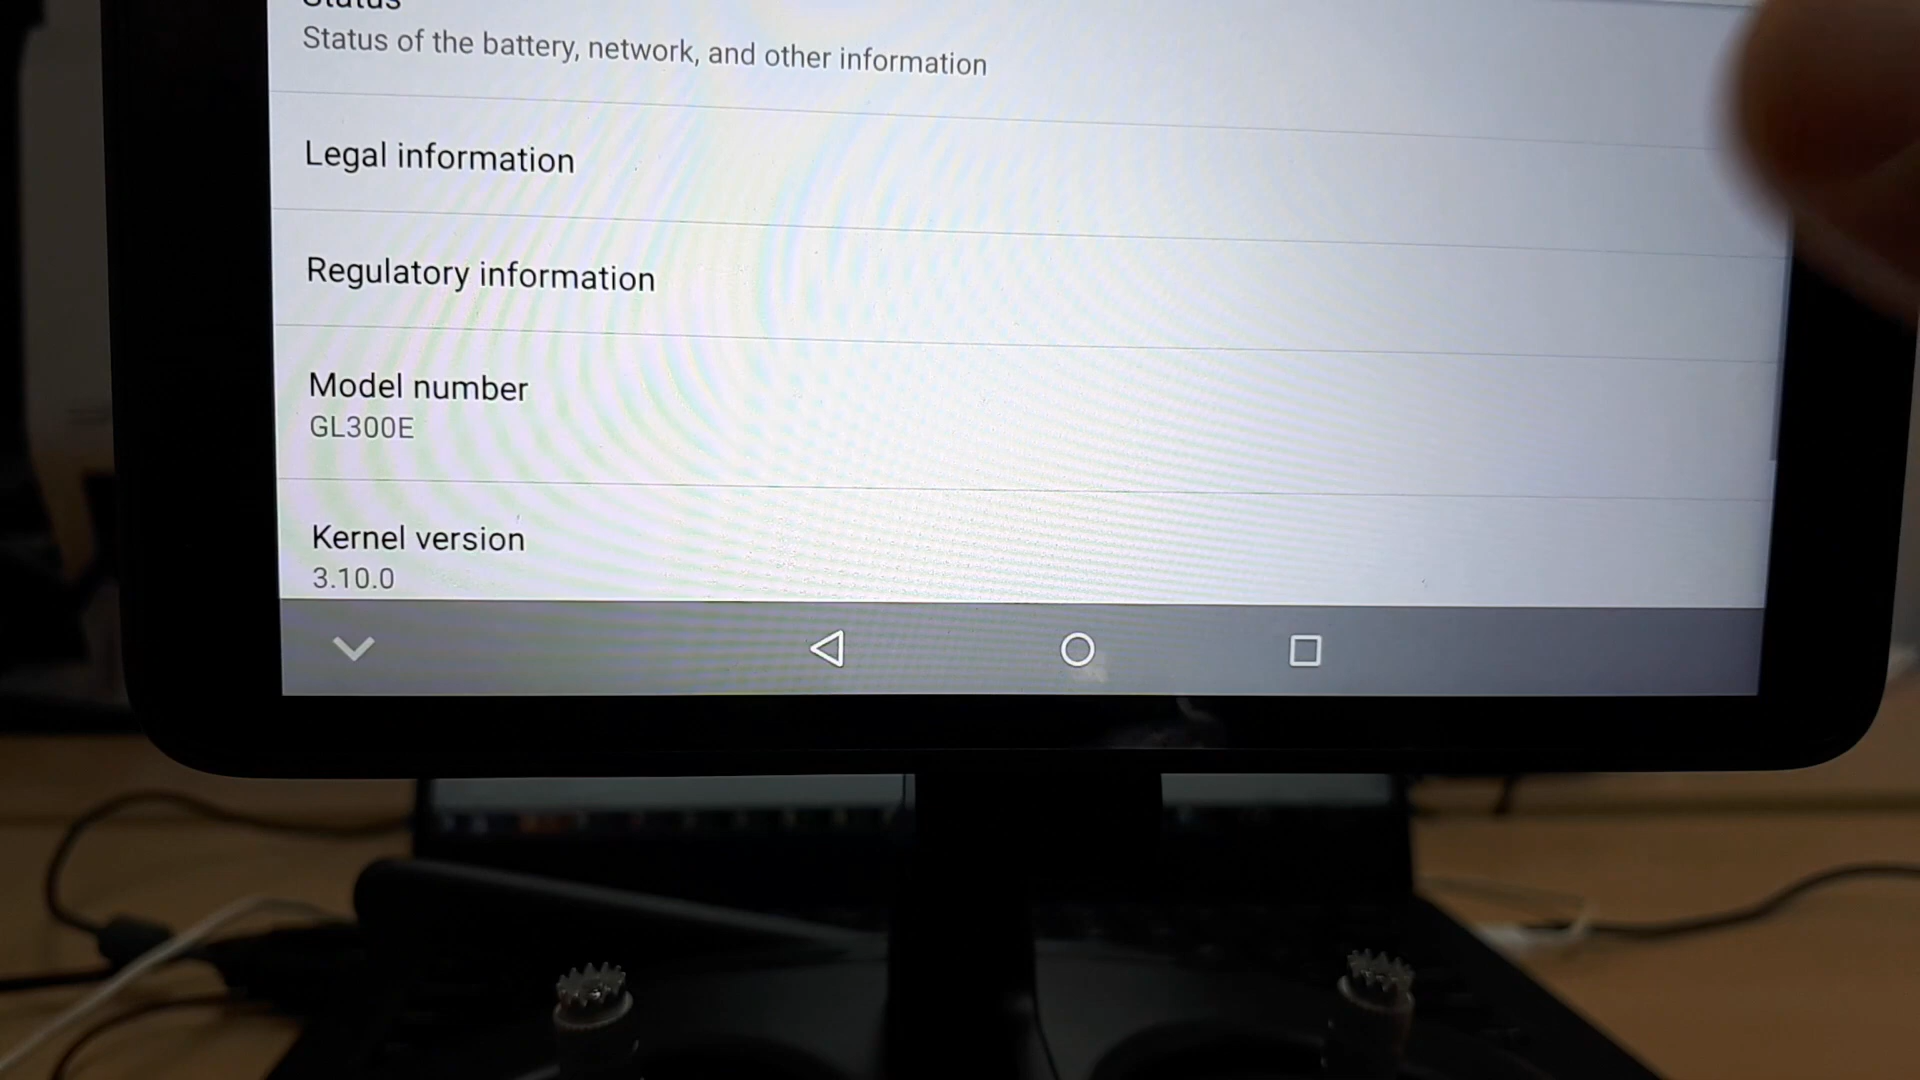 Status
Status of the battery, network, and other information
Legal information
Regulatory information
Model number
GL300E
Kernel version
3.10.0